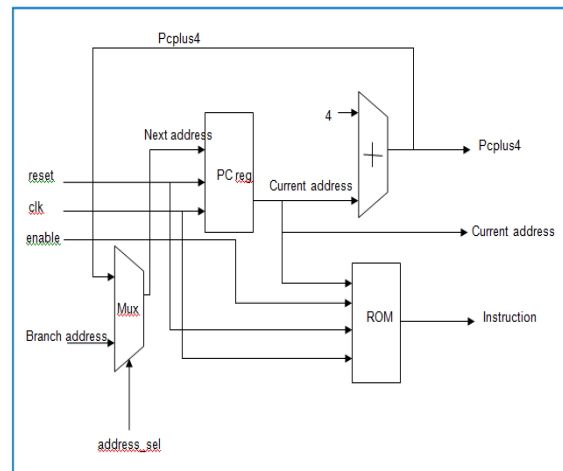 Pcplus4
4
Next address
Pcplus4
reset
PC reg
Current address
clk
Current address
enable
Mux
ROM
Instruction
Branch address
address_sel